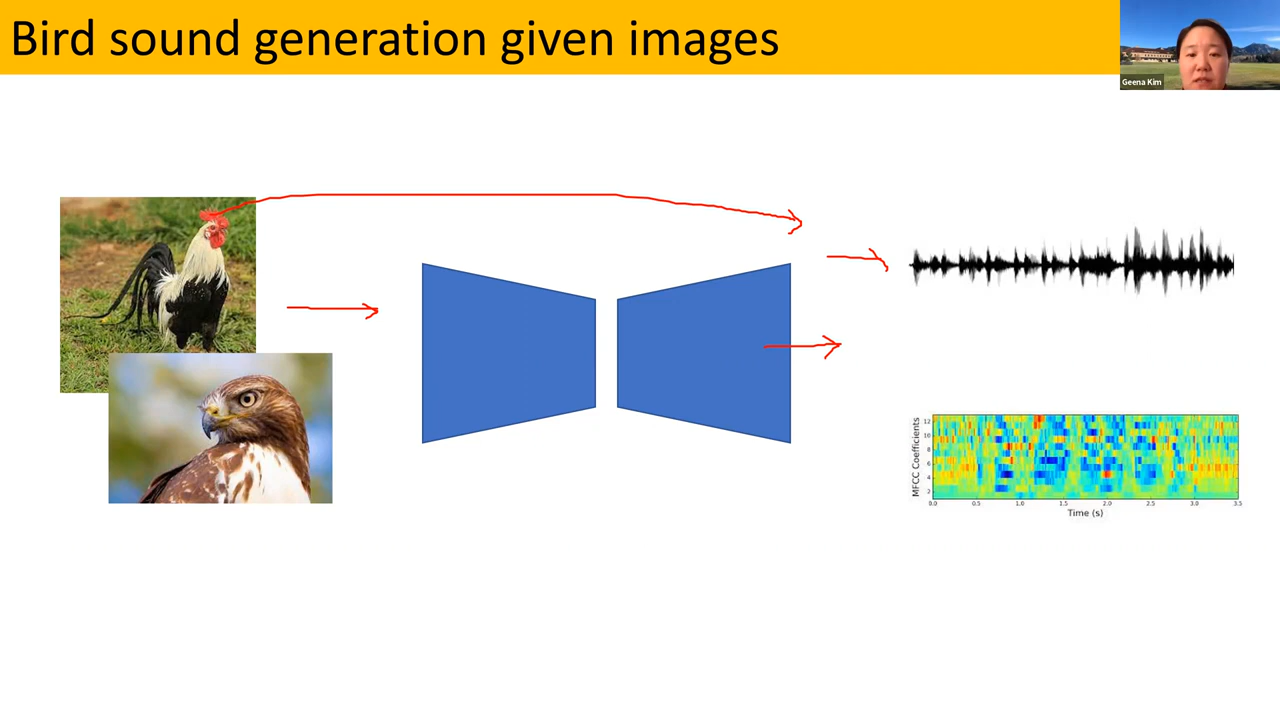 Bird sound generation given images
Geena Kim
MFCC Coefficients
12
10
8
6
4
2
0.0 0.5 1.0 1.5 2.0 2.5 3.0 3.5
Time (s)